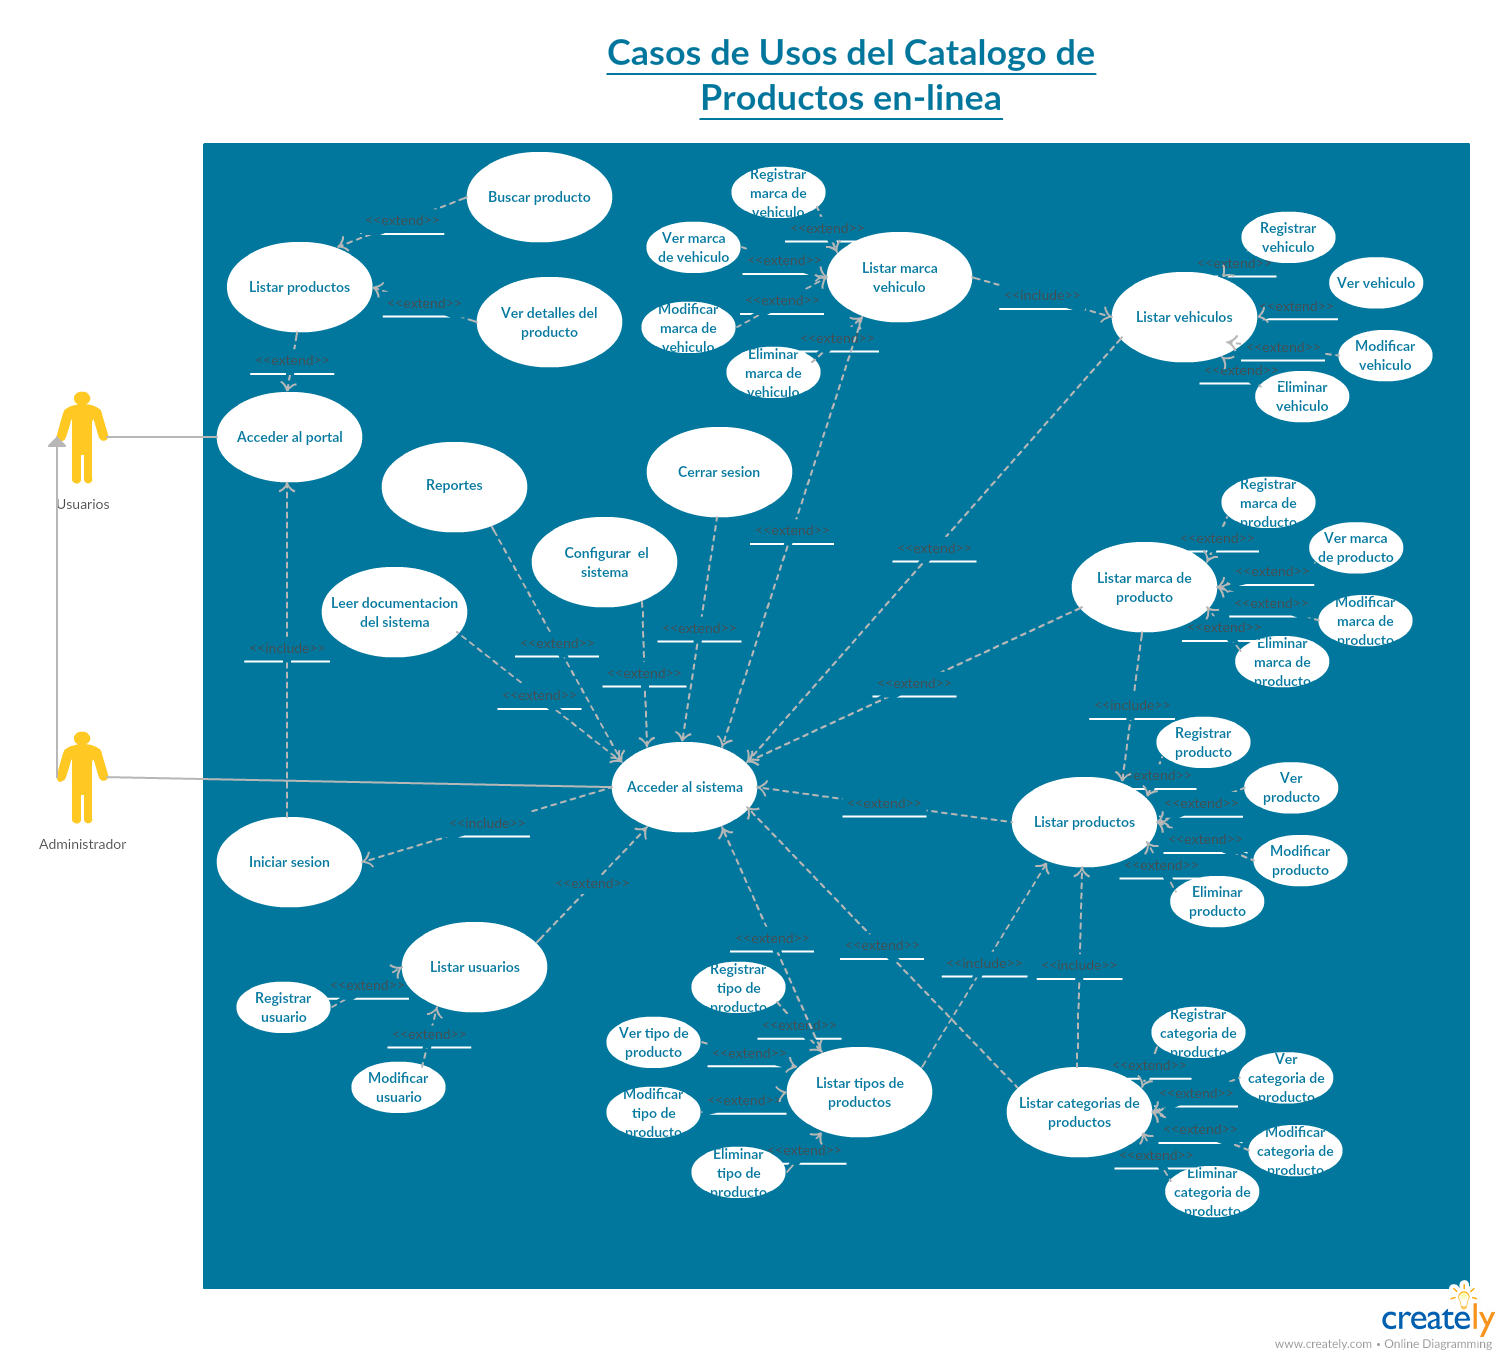 Casos de Usos del Catalogo de
Productos en-linea
Buscar producto
<<extend>>
Listar productos
<<extend>>
Ver detalles del
producto
<<extend>>
Acceder al portal
Usuarios
Registrar
marca de
vehiculo
<<extend>>
Ver marca
de vehiculo
<<extend>>
Listar marca
vehiculo
<<extend>>
Modificar
marca de
vehiculo
<<extend>>
Eliminar
marca de
vehiculo
<<include>>
Registrar
vehiculo
<<extend>>
Ver vehiculo
<<extend>>
Listar vehiculos
<<extend>>
Modificar
vehiculo
<<extend>>
Eliminar
vehiculo
Reportes
Cerrar sesion
Configurar el
sistema
Leer documentacion
del sistema
<<extend>>
<<extend>>
<<extend>>
<<extend>>
<<extend>>
<<extend>>
<<include>>
<<extend>>
Registrar
marca de
producto
<<extend>>
Ver marca
de producto
<<extend>>
Listar marca de
producto
<<extend>>
Modificar
marca de
producto
<<extend>>
Eliminar
marca de
producto
<<include>>
Registrar
producto
extend>>
Ver
producto
<<extend>>
Listar productos
<<extend>>
Modificar
producto
<<extend>>
Eliminar
producto
Acceder al sistema
<<extend>>
<<include>>
Administrador
Iniciar sesion
<<extend>>
Listar usuarios
<<extend>>
Registrar
usuario
<<extend>>
Modificar
usuario
<<extend>>
<<extend>>
<<include>>
<<include>>
Registrar
tipo de
producto
<<extend>>
Ver tipo de
producto
<<extend>>
Listar tipos de
productos
Modificar
tipo de
producto
<<extend>>
Eliminar
tipo de
producto
<<extend>>
Registrar
categoria de
producto
<<extend>>
Ver
categoria de
producto
<<extend>>
Listar categorias de
productos
<<extend>>
Modificar
categoria de
producto
<<extend>>
Eliminar
categoria de
producto
creately
www.creately.com • Online Diagramming